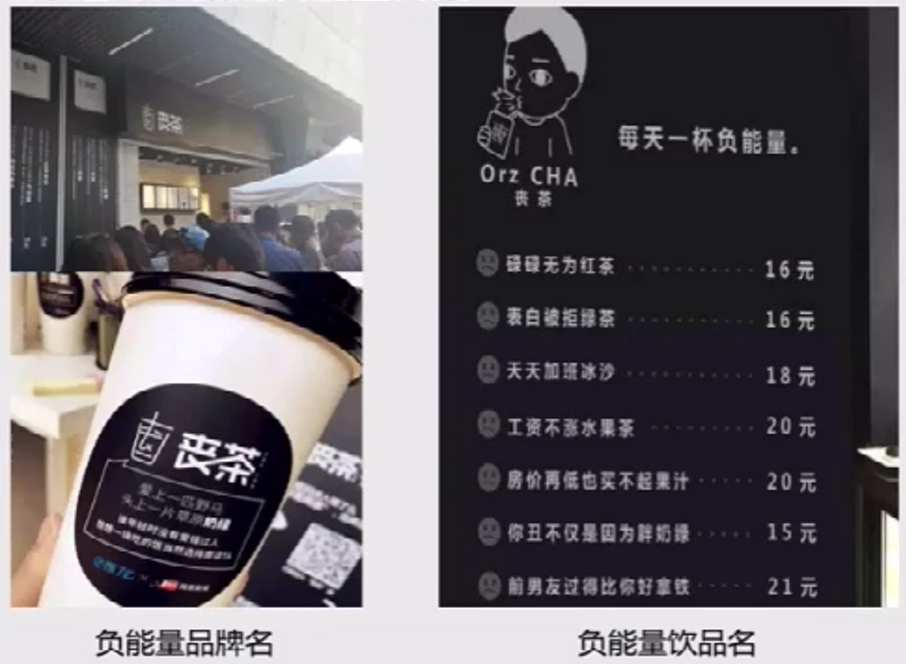 丧茶
丧茶
爱上一匹野马
头上一片草原奶绿
每天一杯负能量。
Orz CHA
丧茶
碌碌无为红茶 16元
表白被拒绿茶 16元
天天加班冰沙 18元
工资不涨水果茶 20元
房价再低也买不起果汁 20元
你丑不仅是因为胖奶绿 15元
前男友过得比你好拿铁 21元
负能量品牌名
负能量饮品名